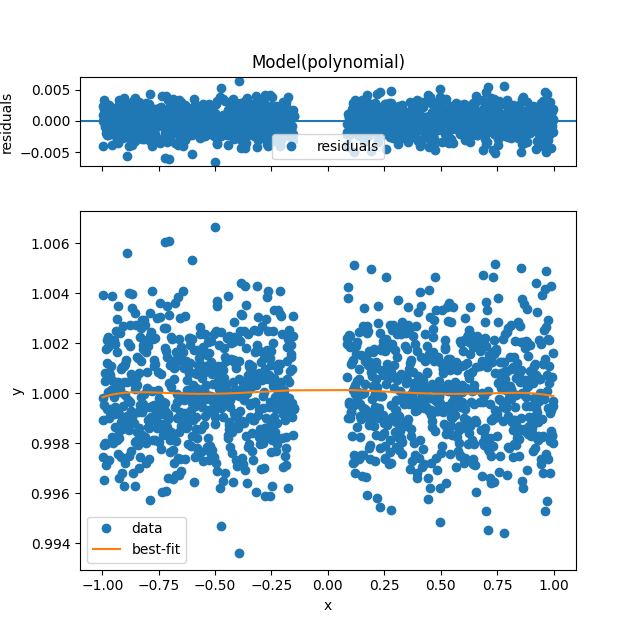 Model(polynomial)
residuals
0.005
0.000
−0.005
residuals
y
1.006
1.004
1.002
1.000
0.998
0.996
0.994
data
best-fit
−1.00 −0.75 −0.50 −0.25 0.00 0.25 0.50 0.75 1.00
x